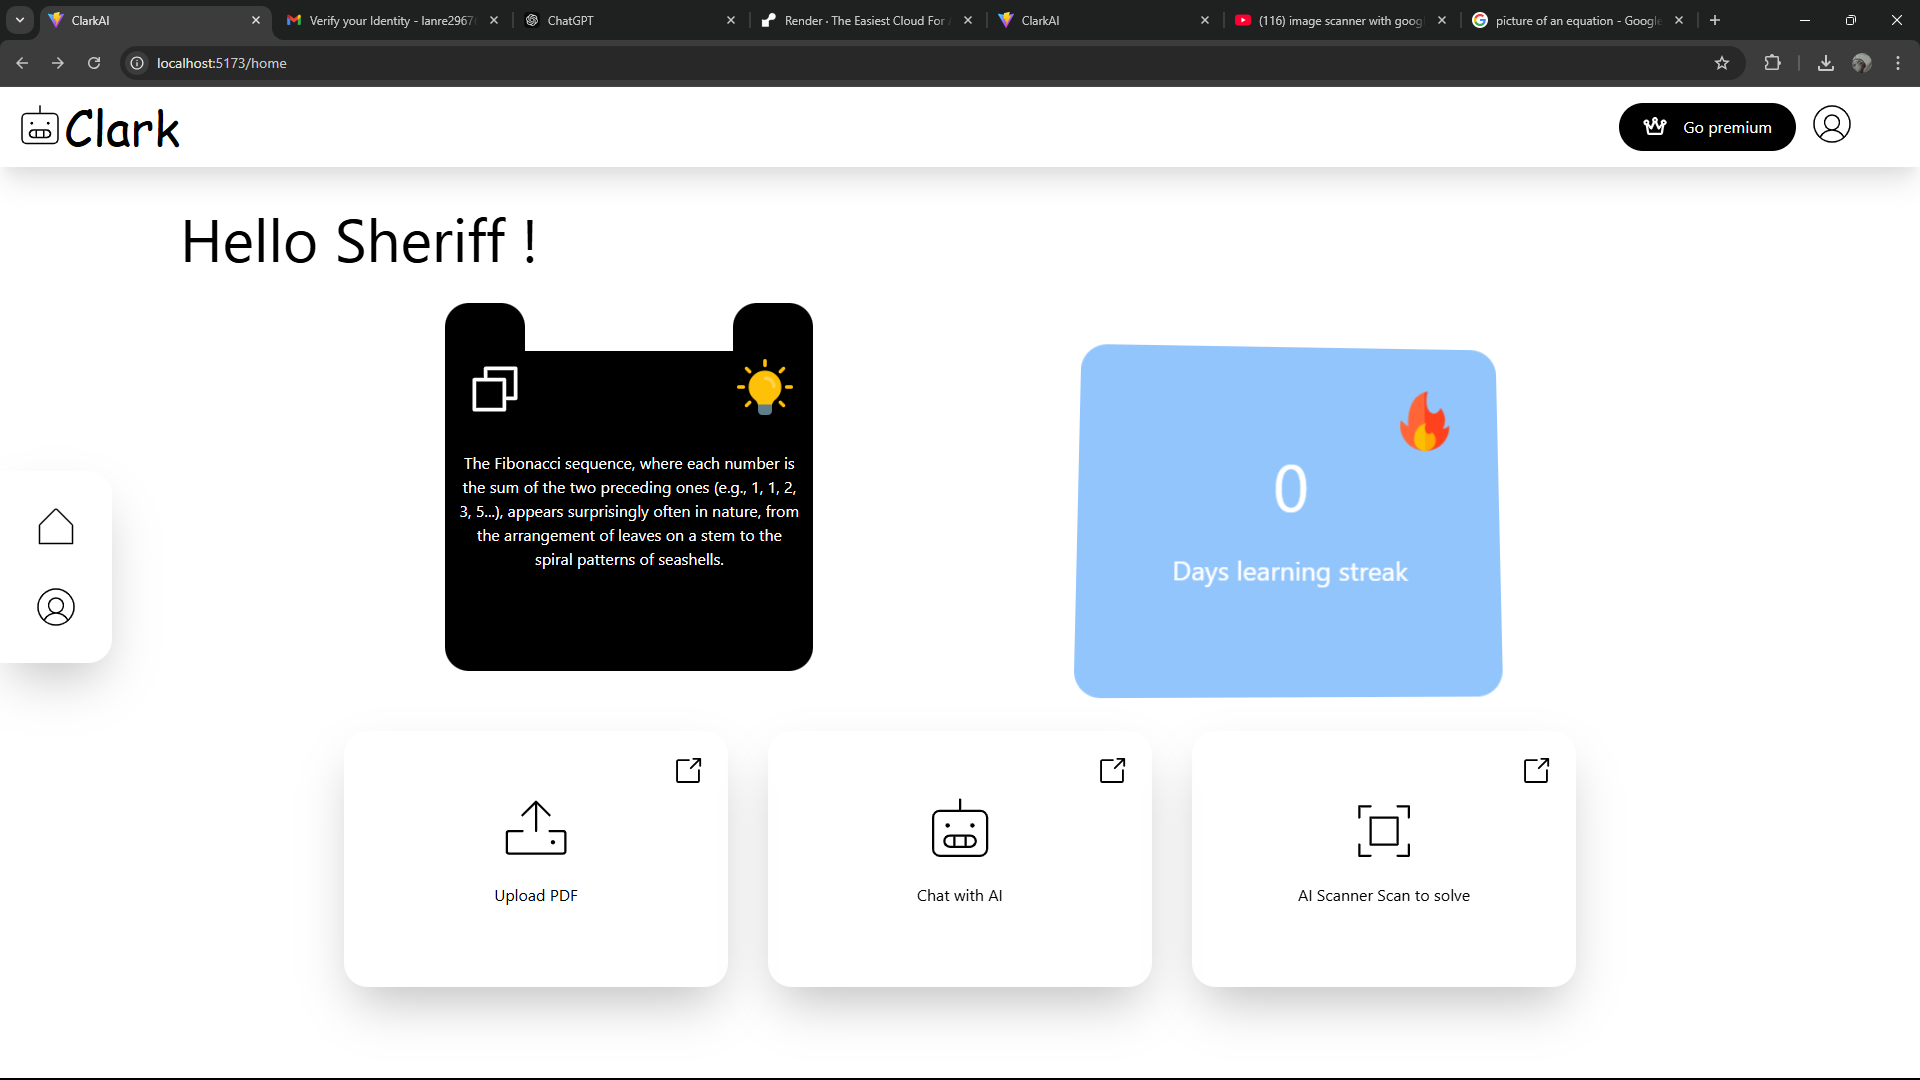 ClarkAI
Verify your Identity - lanre2967
ChatGPT
Render · The Easiest Cloud For
ClarkAI
(116) image scanner with goog
picture of an equation - Google
localhost:5173/home
Clark
Go premium
Hello Sheriff !
The Fibonacci sequence, where each number is
the sum of the two preceding ones (e.g., 1, 1, 2,
3, 5...), appears surprisingly often in nature, from
the arrangement of leaves on a stem to the
spiral patterns of seashells.
0
Days learning streak
Upload PDF
Chat with AI
AI Scanner Scan to solve